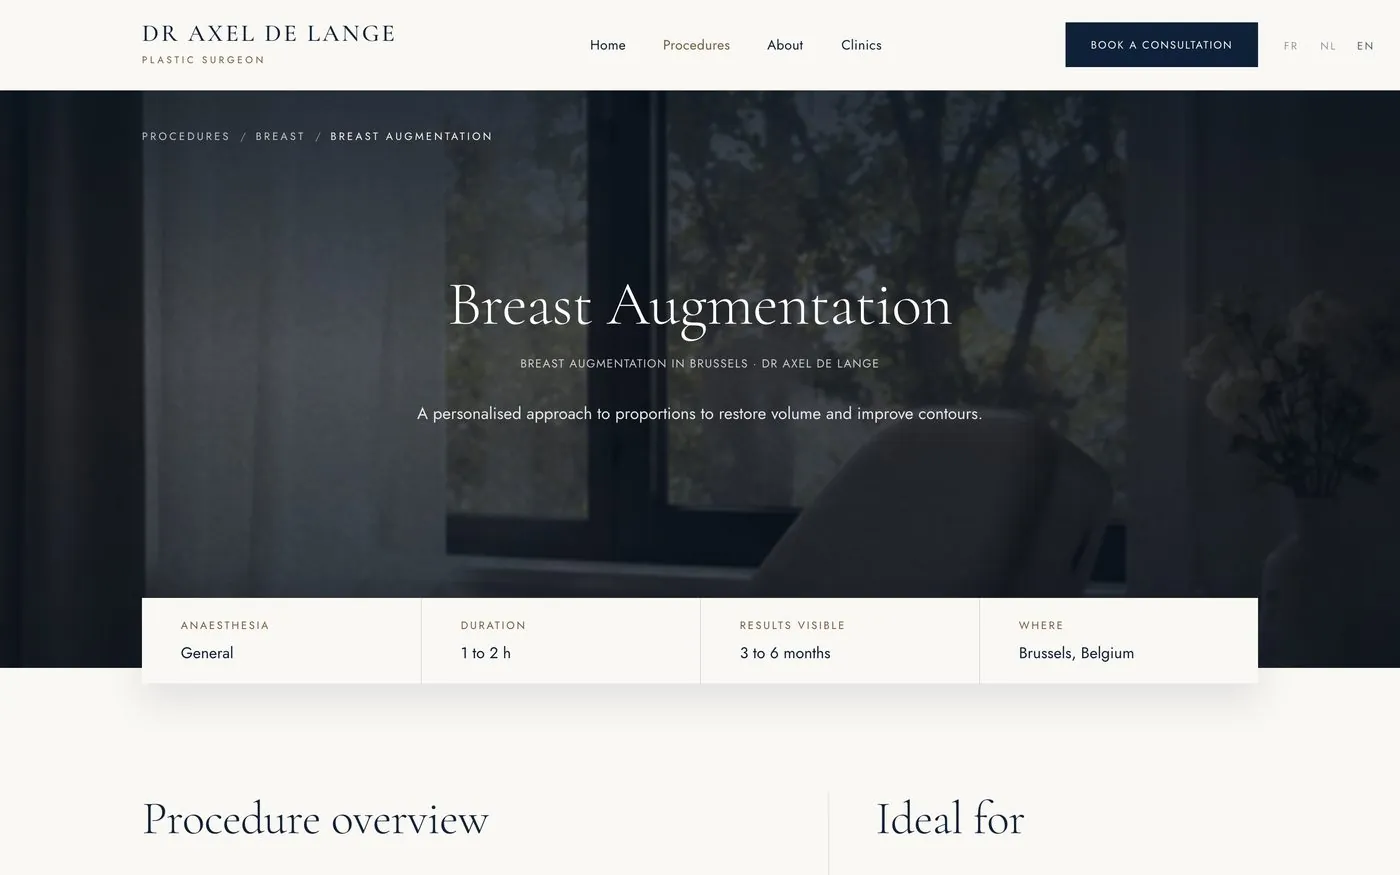 DR AXEL DE LANGE
PLASTIC SURGEON
Home
Procedures
About
Clinics
BOOK A CONSULTATION
FR
NL
EN
PROCEDURES / BREAST / BREAST AUGMENTATION
Breast Augmentation
BREAST AUGMENTATION IN BRUSSELS · DR AXEL DE LANGE
A personalised approach to proportions to restore volume and improve contours.
ANAESTHESIA
General
DURATION
1 to 2 h
RESULTS VISIBLE
3 to 6 months
WHERE
Brussels, Belgium
Procedure overview
Ideal for